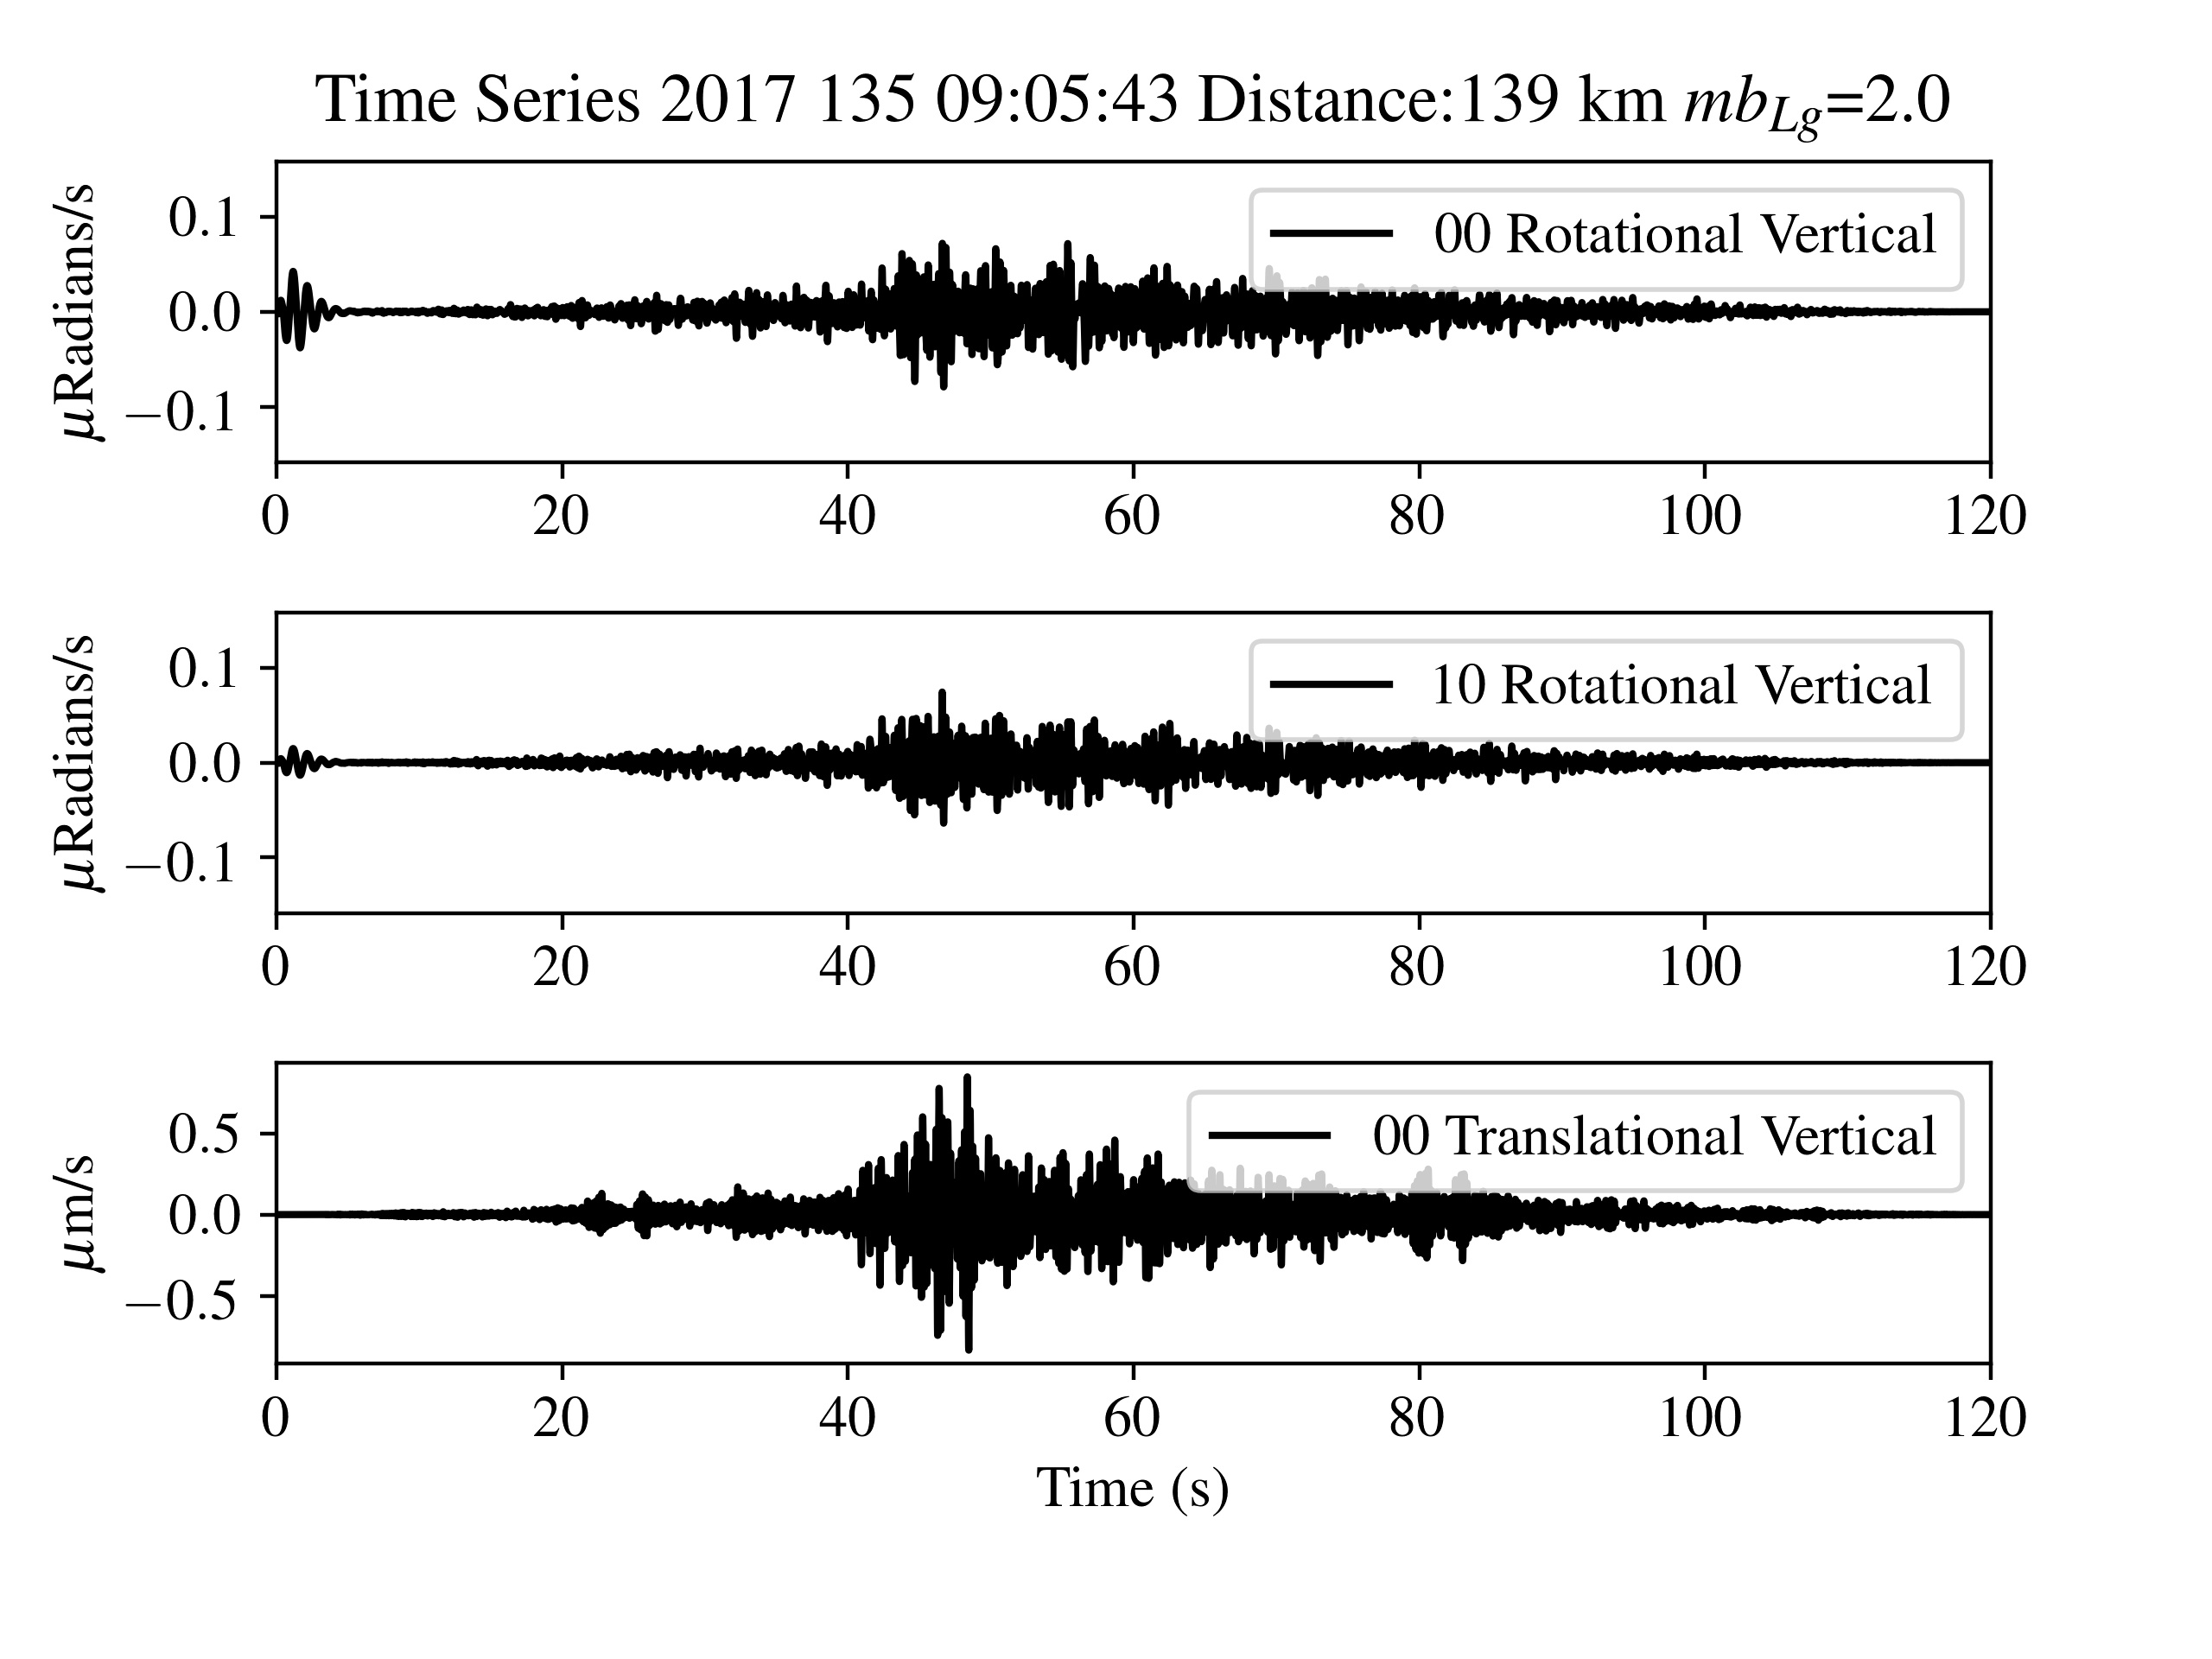 Time Series 2017 135 09:05:43 Distance:139 km mb_Lg=2.0
µRadians/s
0.1
0.0
−0.1
00 Rotational Vertical
0 20 40 60 80 100 120
µRadians/s
0.1
0.0
−0.1
10 Rotational Vertical
0 20 40 60 80 100 120
µm/s
0.5
0.0
−0.5
00 Translational Vertical
0 20 40 60 80 100 120
Time (s)